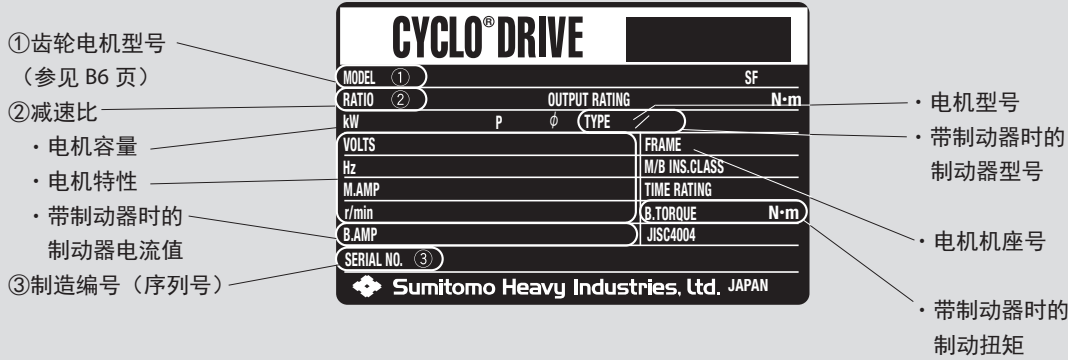 ①齿轮电机型号
（参见 B6 页）
②减速比
・电机容量
・电机特性
・带制动器时的
制动器电流值
③制造编号（序列号）
CYCLO®DRIVE
MODEL ① SF
RATIO ② OUTPUT RATING N·m
kW P ϕ TYPE ∕∕
VOLTS FRAME
Hz M/B INS.CLASS
M.AMP TIME RATING
r/min B.TORQUE N·m
B.AMP JISC4004
SERIAL NO. ③
Sumitomo Heavy Industries, Ltd. JAPAN
・电机型号
・带制动器时的
制动器型号
・电机机座号
・带制动器时的
制动扭矩